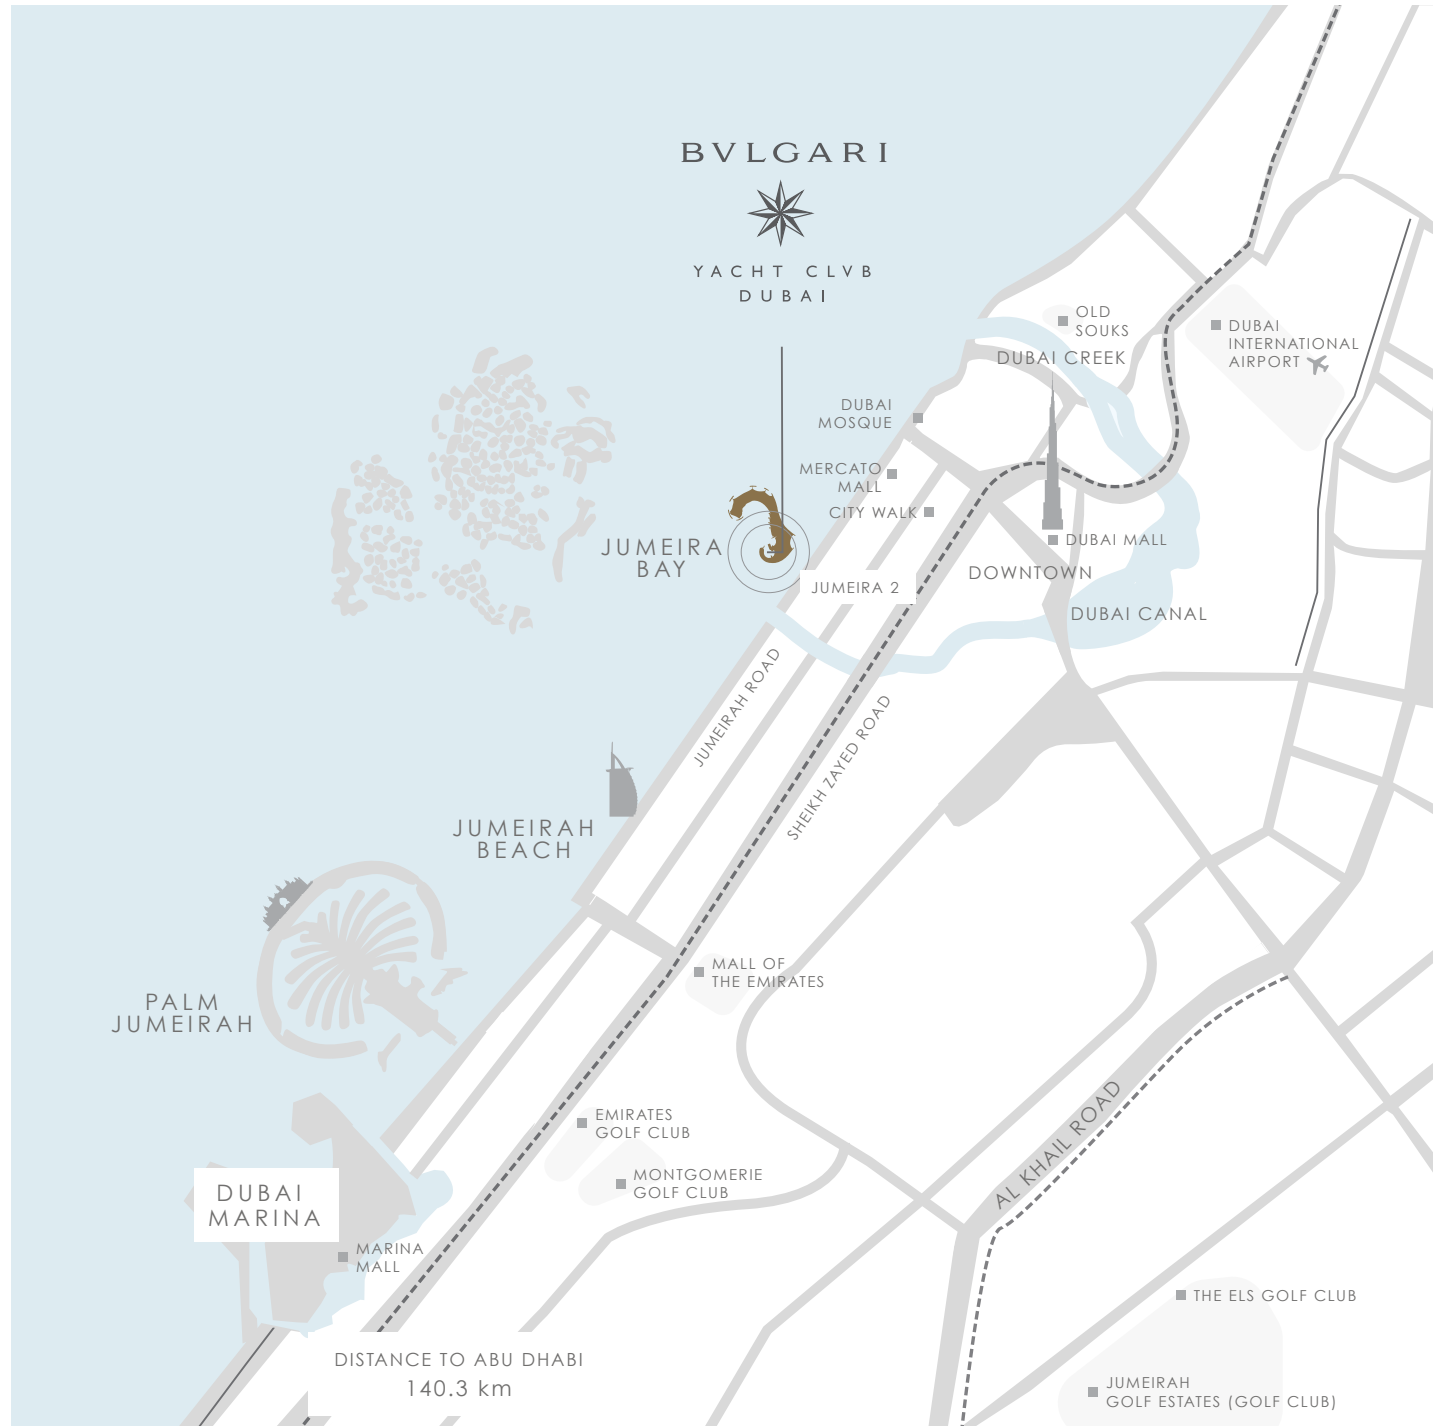 BVLGARI
YACHT CLVB
DUBAI
OLD
SOUKS
DUBAI
INTERNATIONAL
AIRPORT
DUBAI CREEK
DUBAI
MOSQUE
MERCATO
MALL
CITY WALK
DUBAI MALL
JUMEIRA
BAY
JUMEIRA 2
DOWNTOWN
DUBAI CANAL
JUMEIRAH ROAD
SHEIKH ZAYED ROAD
JUMEIRAH
BEACH
MALL OF
THE EMIRATES
PALM
JUMEIRAH
EMIRATES
GOLF CLUB
MONTGOMERIE
GOLF CLUB
AL KHAIL ROAD
DUBAI
MARINA
MARINA
MALL
THE ELS GOLF CLUB
DISTANCE TO ABU DHABI
140.3 km
JUMEIRAH
GOLF ESTATES (GOLF CLUB)